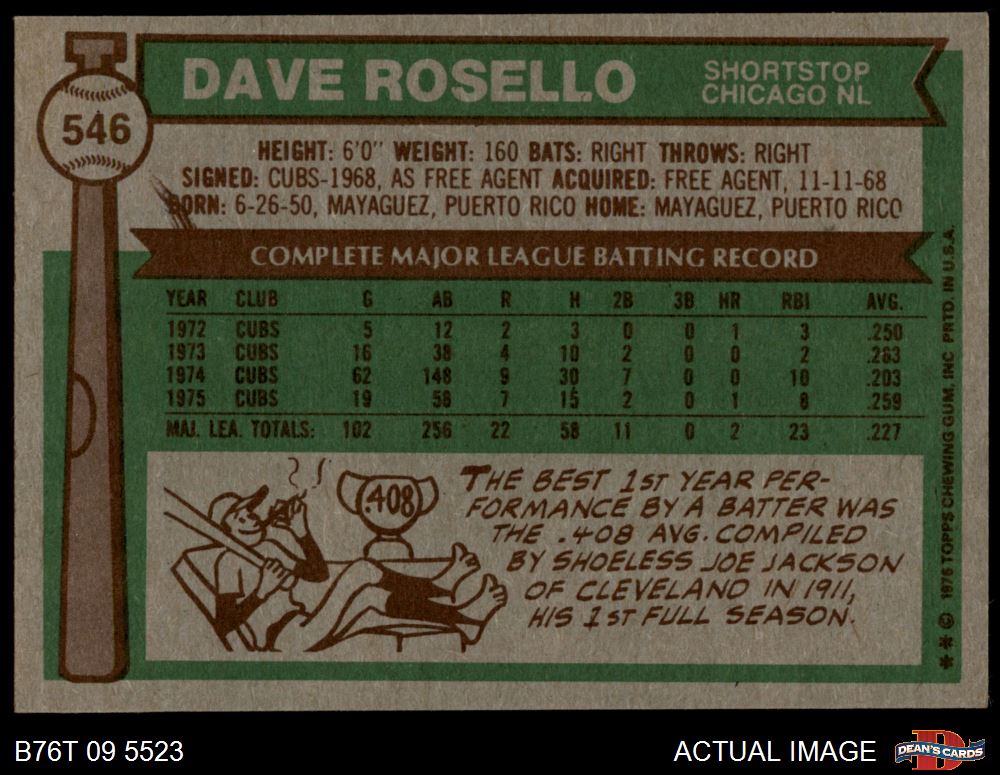 546
DAVE ROSELLO
SHORTSTOP
CHICAGO NL
HEIGHT: 6'0" WEIGHT: 160 BATS: RIGHT THROWS: RIGHT
SIGNED: CUBS-1968, AS FREE AGENT ACQUIRED: FREE AGENT, 11-11-68
BORN: 6-26-50, MAYAGUEZ, PUERTO RICO HOME: MAYAGUEZ, PUERTO RICO
COMPLETE MAJOR LEAGUE BATTING RECORD
YEAR CLUB G AB R H 2B 3B HR RBI AVG.
1972 CUBS 5 12 2 3 0 0 1 3 .250
1973 CUBS 16 38 4 10 2 0 0 2 .263
1974 CUBS 62 148 9 30 7 0 0 10 .203
1975 CUBS 19 58 7 15 2 0 1 8 .259
MAJ. LEA. TOTALS: 102 256 22 58 11 0 2 23 .227
.408
THE BEST 1ST YEAR PER-
FORMANCE BY A BATTER WAS
THE .408 AVG. COMPILED
BY SHOELESS JOE JACKSON
OF CLEVELAND IN 1911,
HIS 1ST FULL SEASON.
* * © 1976 TOPPS CHEWING GUM, INC PRTD. IN U.S.A.
B76T 09 5523
ACTUAL IMAGE
D
DEAN'S CARDS